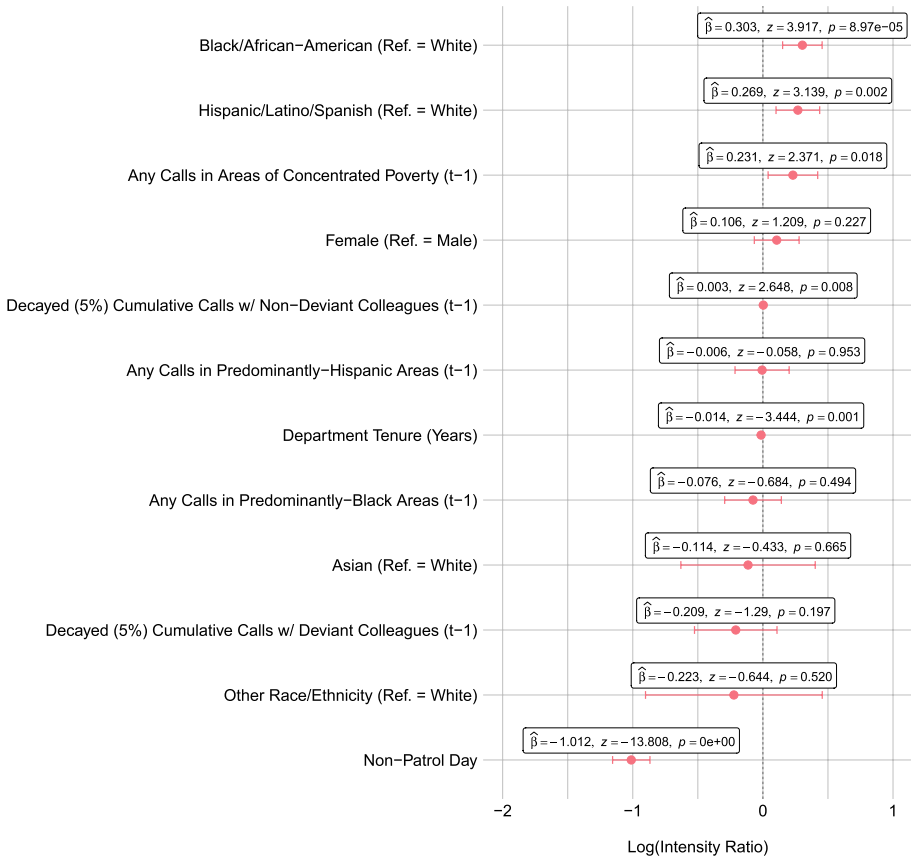 β̂ = 0.303, z = 3.917, p = 8.97e−05
Black/African−American (Ref. = White)
β̂ = 0.269, z = 3.139, p = 0.002
Hispanic/Latino/Spanish (Ref. = White)
β̂ = 0.231, z = 2.371, p = 0.018
Any Calls in Areas of Concentrated Poverty (t−1)
β̂ = 0.106, z = 1.209, p = 0.227
Female (Ref. = Male)
β̂ = 0.003, z = 2.648, p = 0.008
Decayed (5%) Cumulative Calls w/ Non−Deviant Colleagues (t−1)
β̂ = −0.006, z = −0.058, p = 0.953
Any Calls in Predominantly−Hispanic Areas (t−1)
β̂ = −0.014, z = −3.444, p = 0.001
Department Tenure (Years)
β̂ = −0.076, z = −0.684, p = 0.494
Any Calls in Predominantly−Black Areas (t−1)
β̂ = −0.114, z = −0.433, p = 0.665
Asian (Ref. = White)
β̂ = −0.209, z = −1.29, p = 0.197
Decayed (5%) Cumulative Calls w/ Deviant Colleagues (t−1)
β̂ = −0.223, z = −0.644, p = 0.520
Other Race/Ethnicity (Ref. = White)
β̂ = −1.012, z = −13.808, p = 0e+00
Non−Patrol Day
−2 −1 0 1
Log(Intensity Ratio)